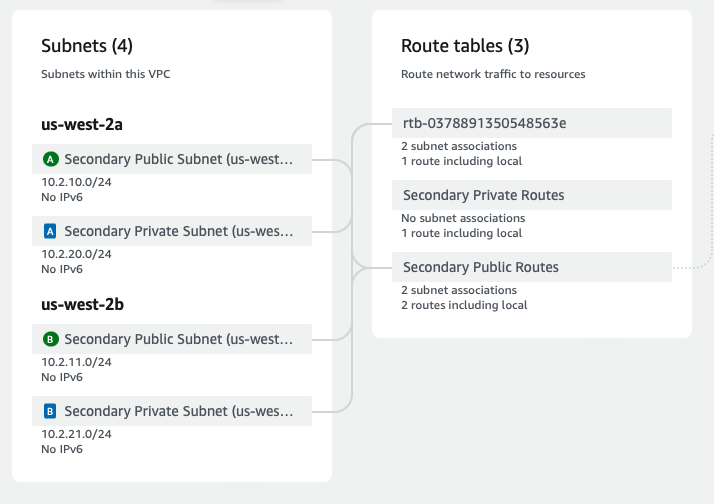 Subnets (4)
Subnets within this VPC
us-west-2a
A Secondary Public Subnet (us-west...
10.2.10.0/24
No IPv6
A Secondary Private Subnet (us-wes...
10.2.20.0/24
No IPv6
us-west-2b
B Secondary Public Subnet (us-west...
10.2.11.0/24
No IPv6
B Secondary Private Subnet (us-wes...
10.2.21.0/24
No IPv6
Route tables (3)
Route network traffic to resources
rtb-0378891350548563e
2 subnet associations
1 route including local
Secondary Private Routes
No subnet associations
1 route including local
Secondary Public Routes
2 subnet associations
2 routes including local